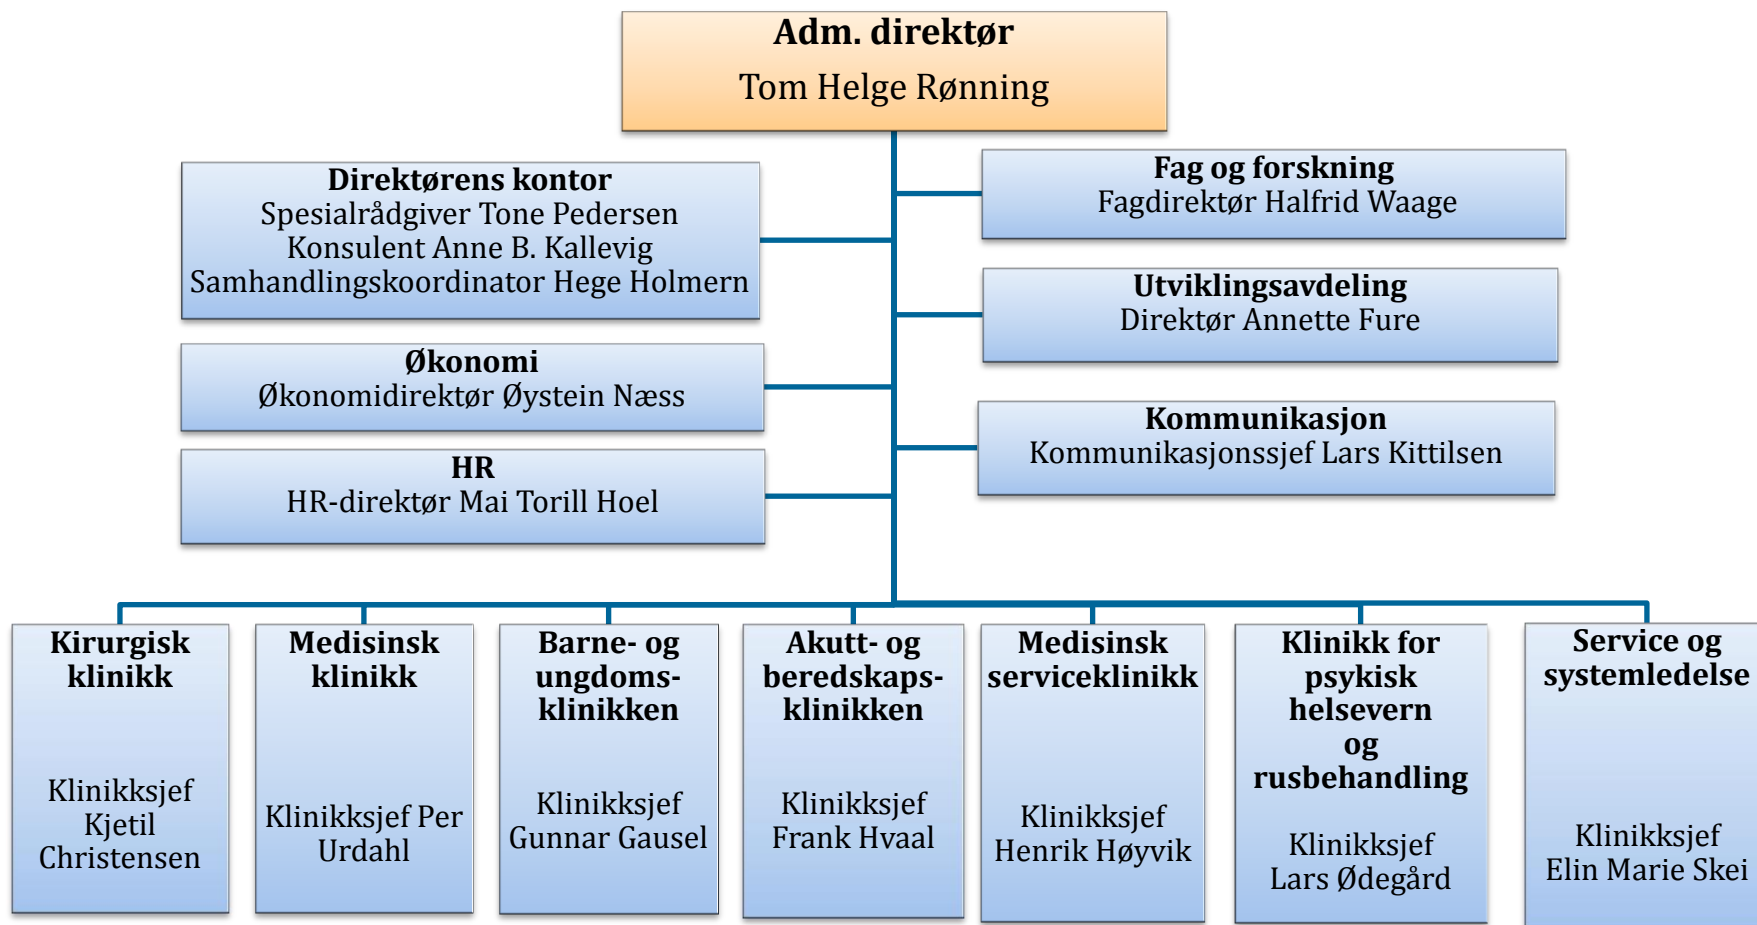 Adm. direktør
Tom Helge Rønning
Direktørens kontor
Spesialrådgiver Tone Pedersen
Konsulent Anne B. Kallevig
Samhandlingskoordinator Hege Holmern
Fag og forskning
Fagdirektør Halfrid Waage
Utviklingsavdeling
Direktør Annette Fure
Økonomi
Økonomidirektør Øystein Næss
Kommunikasjon
Kommunikasjonssjef Lars Kittilsen
HR
HR-direktør Mai Torill Hoel
Kirurgisk
klinikk
Klinikksjef
Kjetil
Christensen
Medisinsk
klinikk
Klinikksjef Per
Urdahl
Barne- og
ungdoms-
klinikken
Klinikksjef
Gunnar Gausel
Akutt- og
beredskaps-
klinikken
Klinikksjef
Frank Hvaal
Medisinsk
serviceklinikk
Klinikksjef
Henrik Høyvik
Klinikk for
psykisk
helsevern
og
rusbehandling
Klinikksjef
Lars Ødegård
Service og
systemledelse
Klinikksjef
Elin Marie Skei